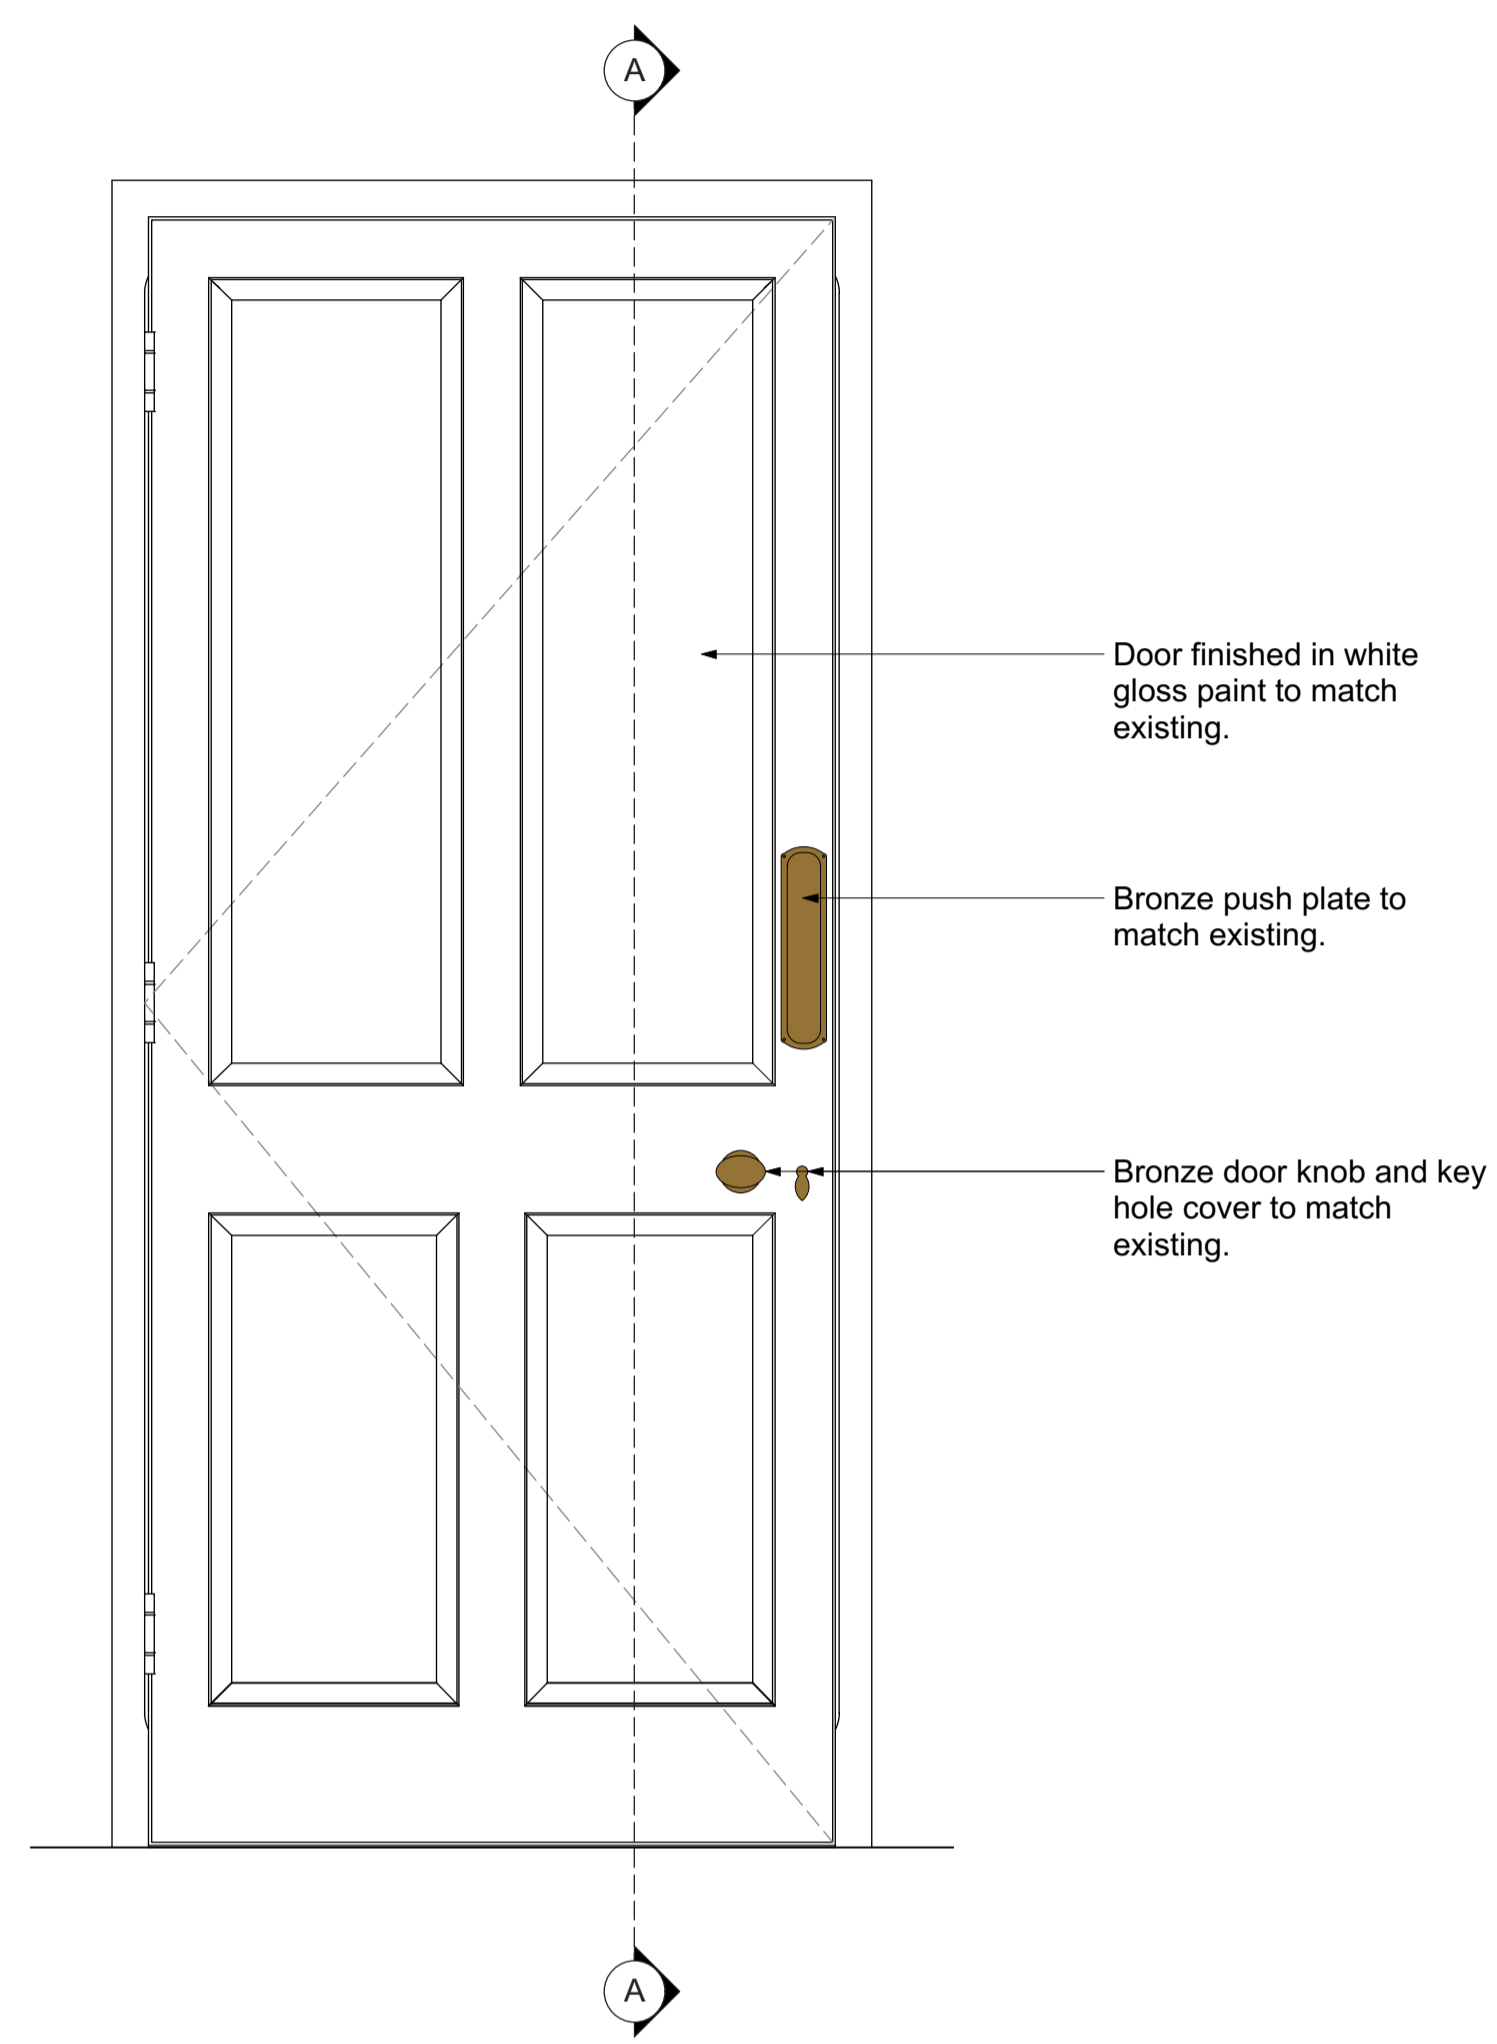 A
Door finished in white
gloss paint to match
existing.
Bronze push plate to
match existing.
Bronze door knob and key
hole cover to match
existing.
A